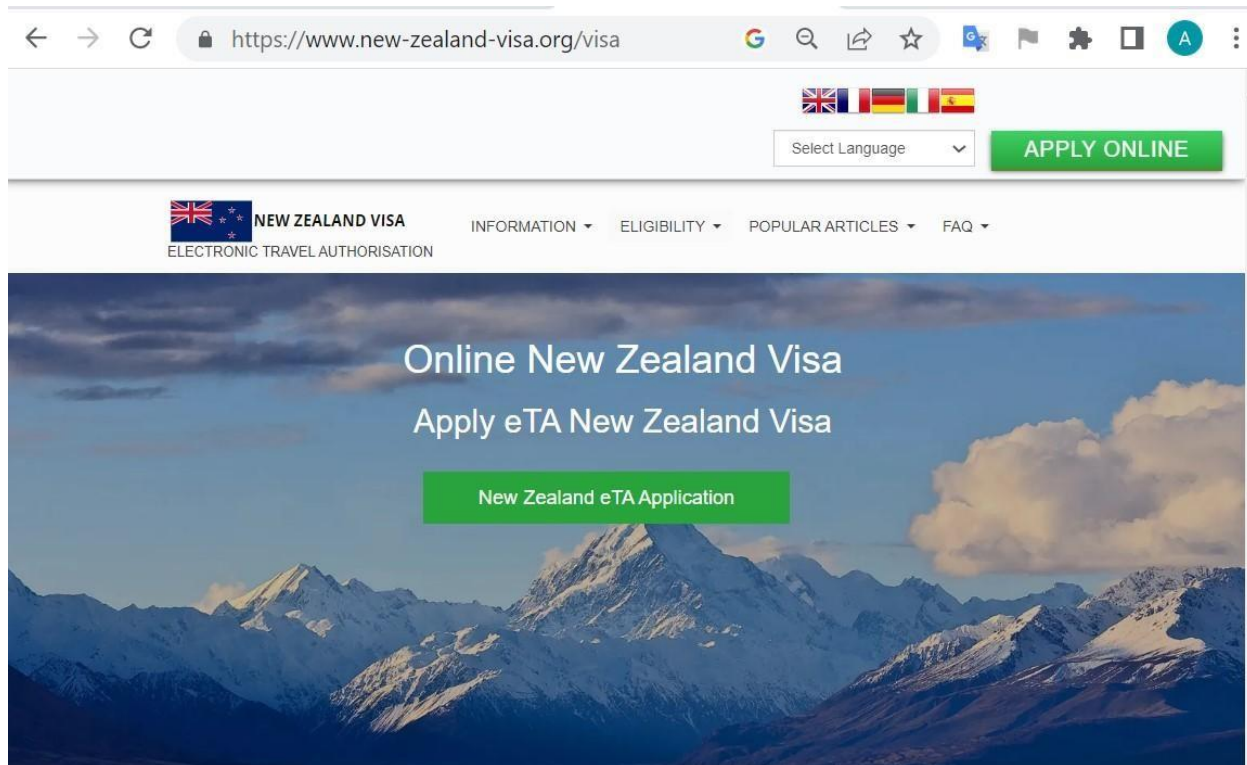 https://www.new-zealand-visa.org/visa
A
Select Language
APPLY ONLINE
NEW ZEALAND VISA
ELECTRONIC TRAVEL AUTHORISATION
INFORMATION
ELIGIBILITY
POPULAR ARTICLES
FAQ
Online New Zealand Visa
Apply eTA New Zealand Visa
New Zealand eTA Application